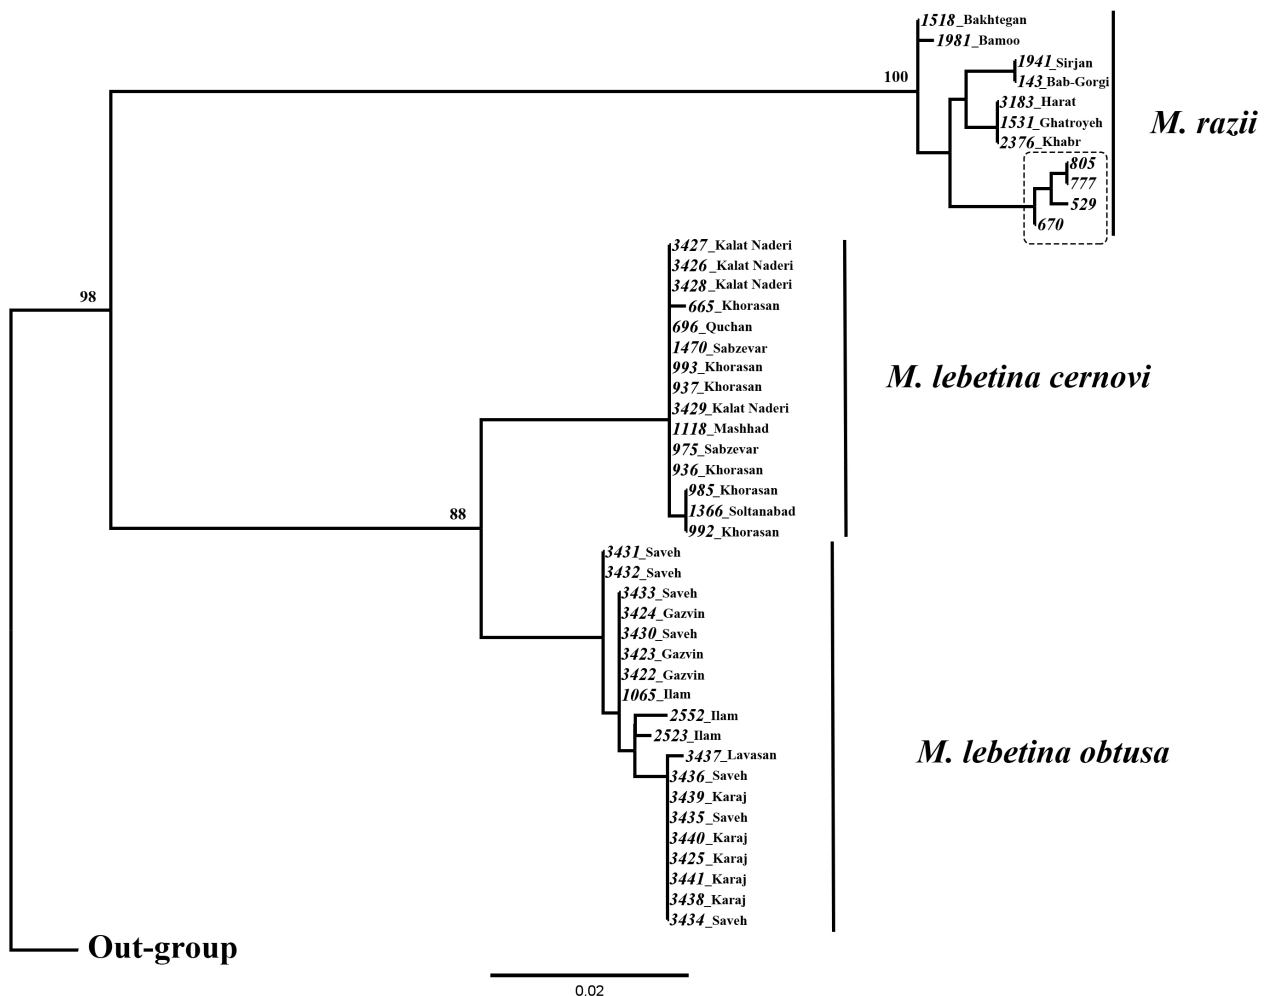 1518_Bakhtegan
1981_Bamoo
1941_Sirjan
100
143_Bab-Gorgi
3183_Harat
1531_Ghatroyeh
M. razii
2376_Khabr
805
777
529
670
3427_Kalat Naderi
3426_Kalat Naderi
3428_Kalat Naderi
98
665_Khorasan
696_Quchan
1470_Sabzevar
993_Khorasan
M. lebetina cernovi
937_Khorasan
3429_Kalat Naderi
1118_Mashhad
975_Sabzevar
936_Khorasan
985_Khorasan
88
1366_Soltanabad
992_Khorasan
3431_Saveh
3432_Saveh
3433_Saveh
3424_Gazvin
3430_Saveh
3423_Gazvin
3422_Gazvin
1065_Ilam
2552_Ilam
2523_Ilam
M. lebetina obtusa
3437_Lavasan
3436_Saveh
3439_Karaj
3435_Saveh
3440_Karaj
3425_Karaj
3441_Karaj
3438_Karaj
3434_Saveh
Out-group
0.02